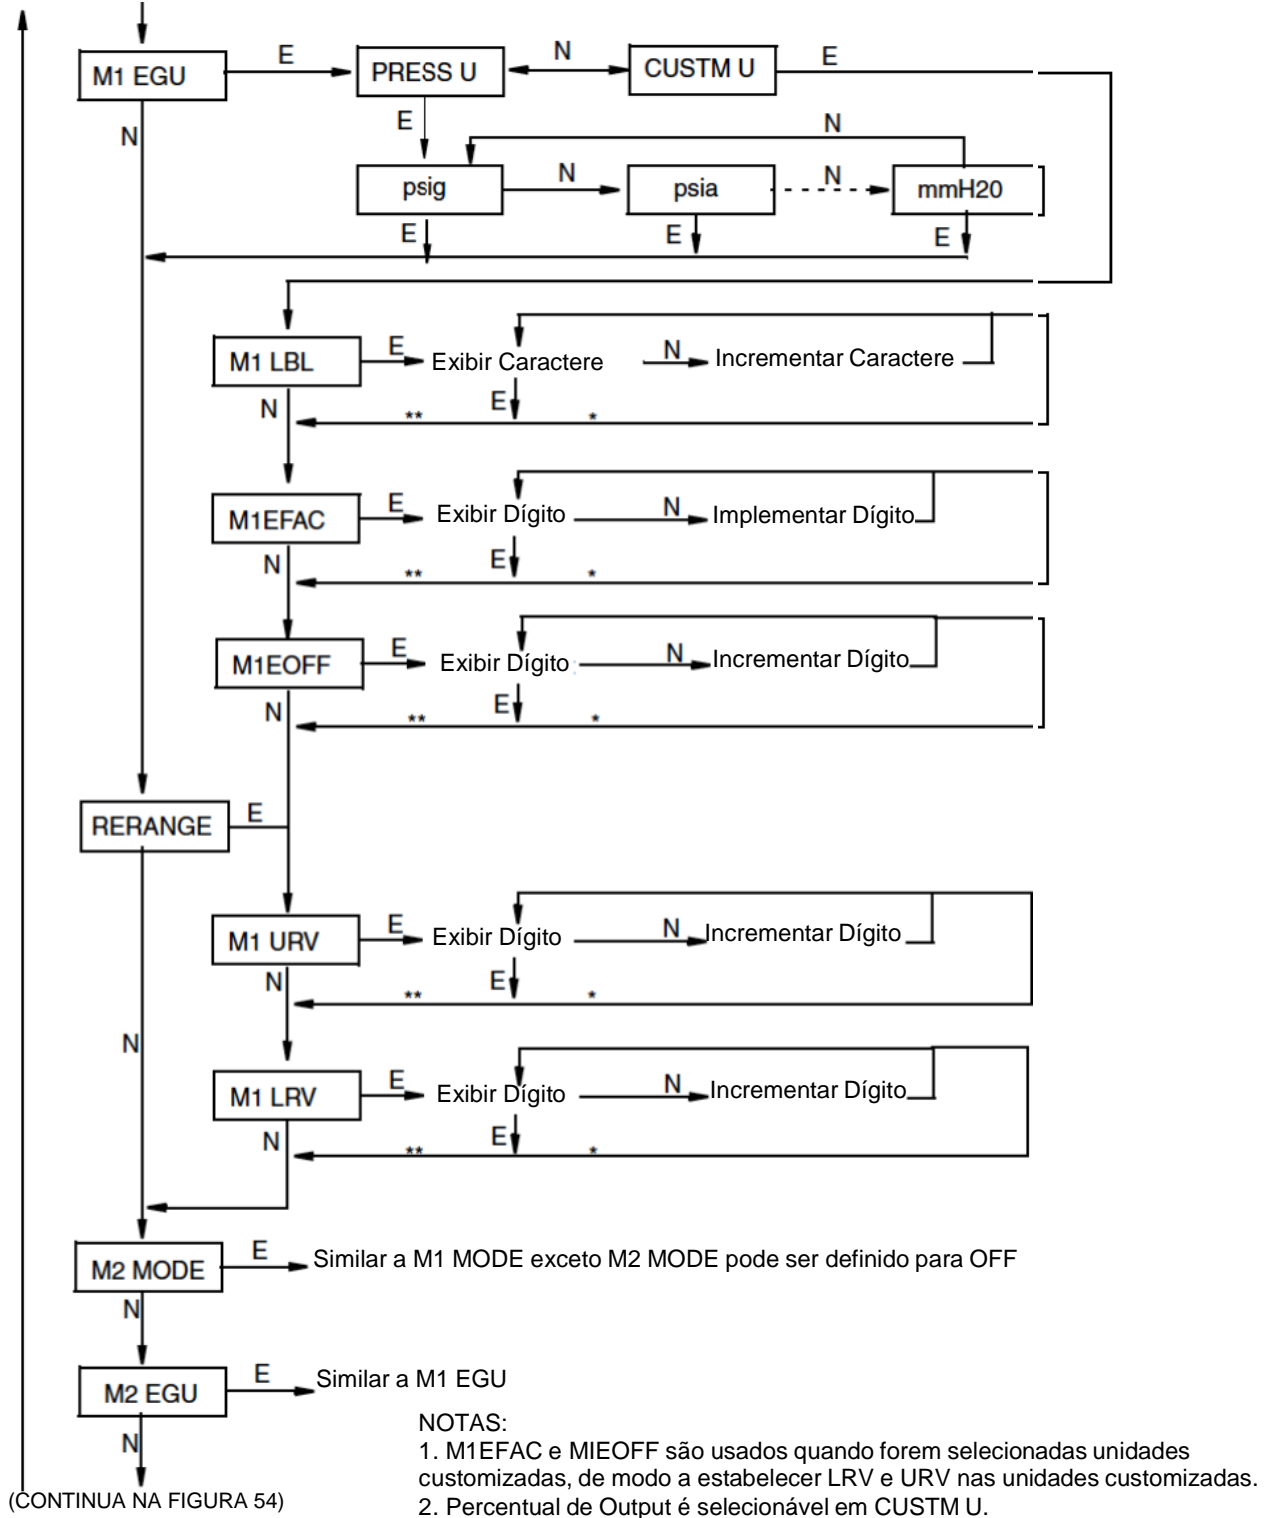 E N E
M1 EGU PRESS U CUSTM U
N E N
psig N psia N mmH20
E E E
M1 LBL E Exibir Caractere N Incrementar Caractere
N E ** *
M1EFAC E Exibir Dígito N Implementar Dígito
N E ** *
M1EOFF E Exibir Dígito N Incrementar Dígito
N E ** *
RERANGE E
M1 URV E Exibir Dígito N Incrementar Dígito
N E ** *
N
M1 LRV E Exibir Dígito N Incrementar Dígito
N E ** *
M2 MODE E Similar a M1 MODE exceto M2 MODE pode ser definido para OFF
N
M2 EGU E Similar a M1 EGU
N
(CONTINUA NA FIGURA 54)
NOTAS:
1. M1EFAC e MIEOFF são usados quando forem selecionadas unidades
customizadas, de modo a estabelecer LRV e URV nas unidades customizadas.
2. Percentual de Output é selecionável em CUSTM U.